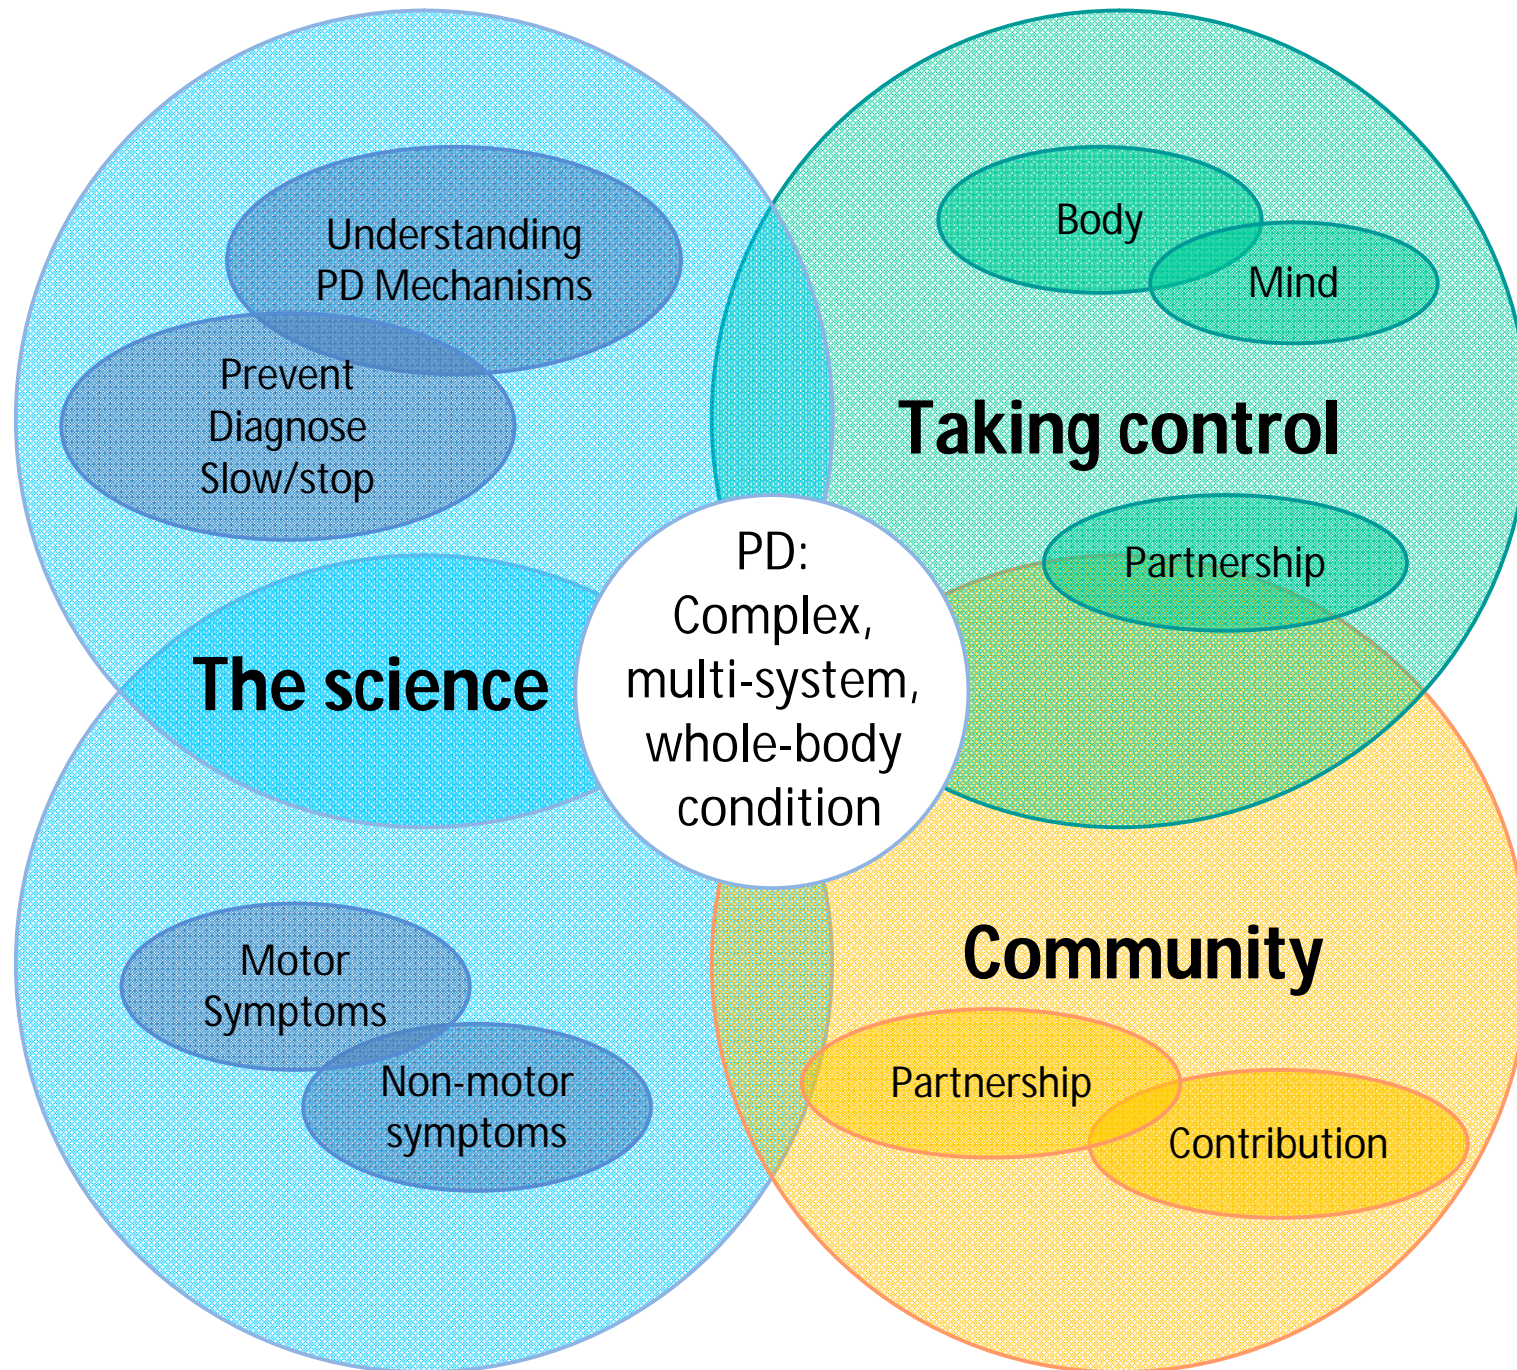 Understanding
PD Mechanisms
Prevent
Diagnose
Slow/stop
Body
Mind
Taking control
Partnership
The science
PD:
Complex,
multi-system,
whole-body
condition
Motor
Symptoms
Non-motor
symptoms
Community
Partnership
Contribution